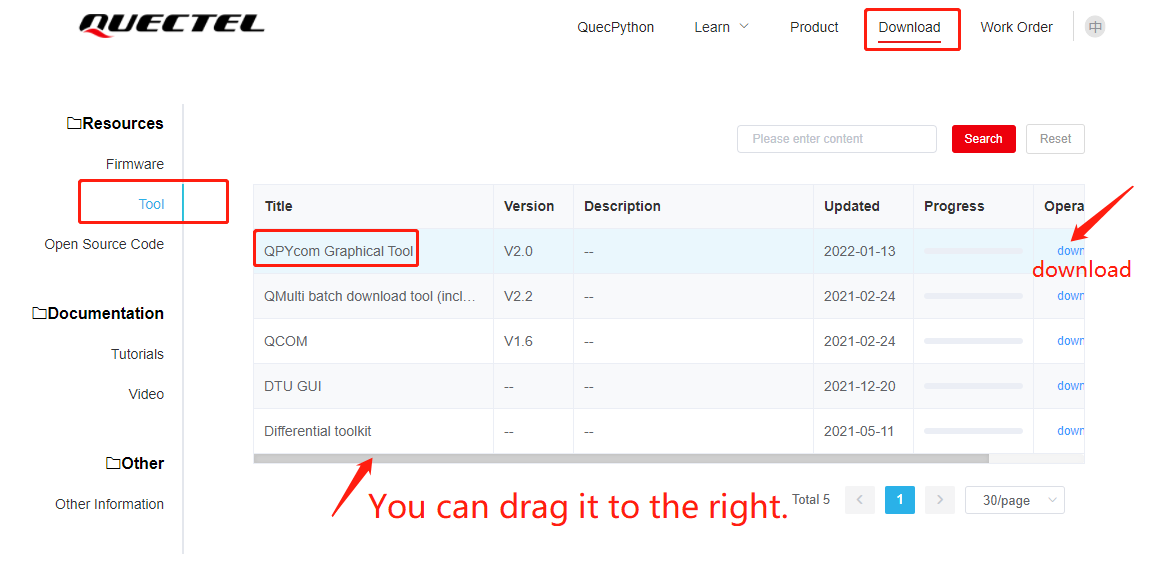 QUECTEL
QuecPython Learn Product Download Work Order 中
Resources
Firmware
Tool
Open Source Code
Documentation
Tutorials
Video
Other
Other Information
Please enter content Search Reset
Title Version Description Updated Progress Opera
QPYcom Graphical Tool V2.0 -- 2022-01-13 down
download
QMulti batch download tool (incl... V2.2 -- 2021-02-24 down
QCOM V1.6 -- 2021-02-24 down
DTU GUI -- -- 2021-12-20 down
Differential toolkit -- -- 2021-05-11 down
You can drag it to the right.
Total 5 < 1 > 30/page